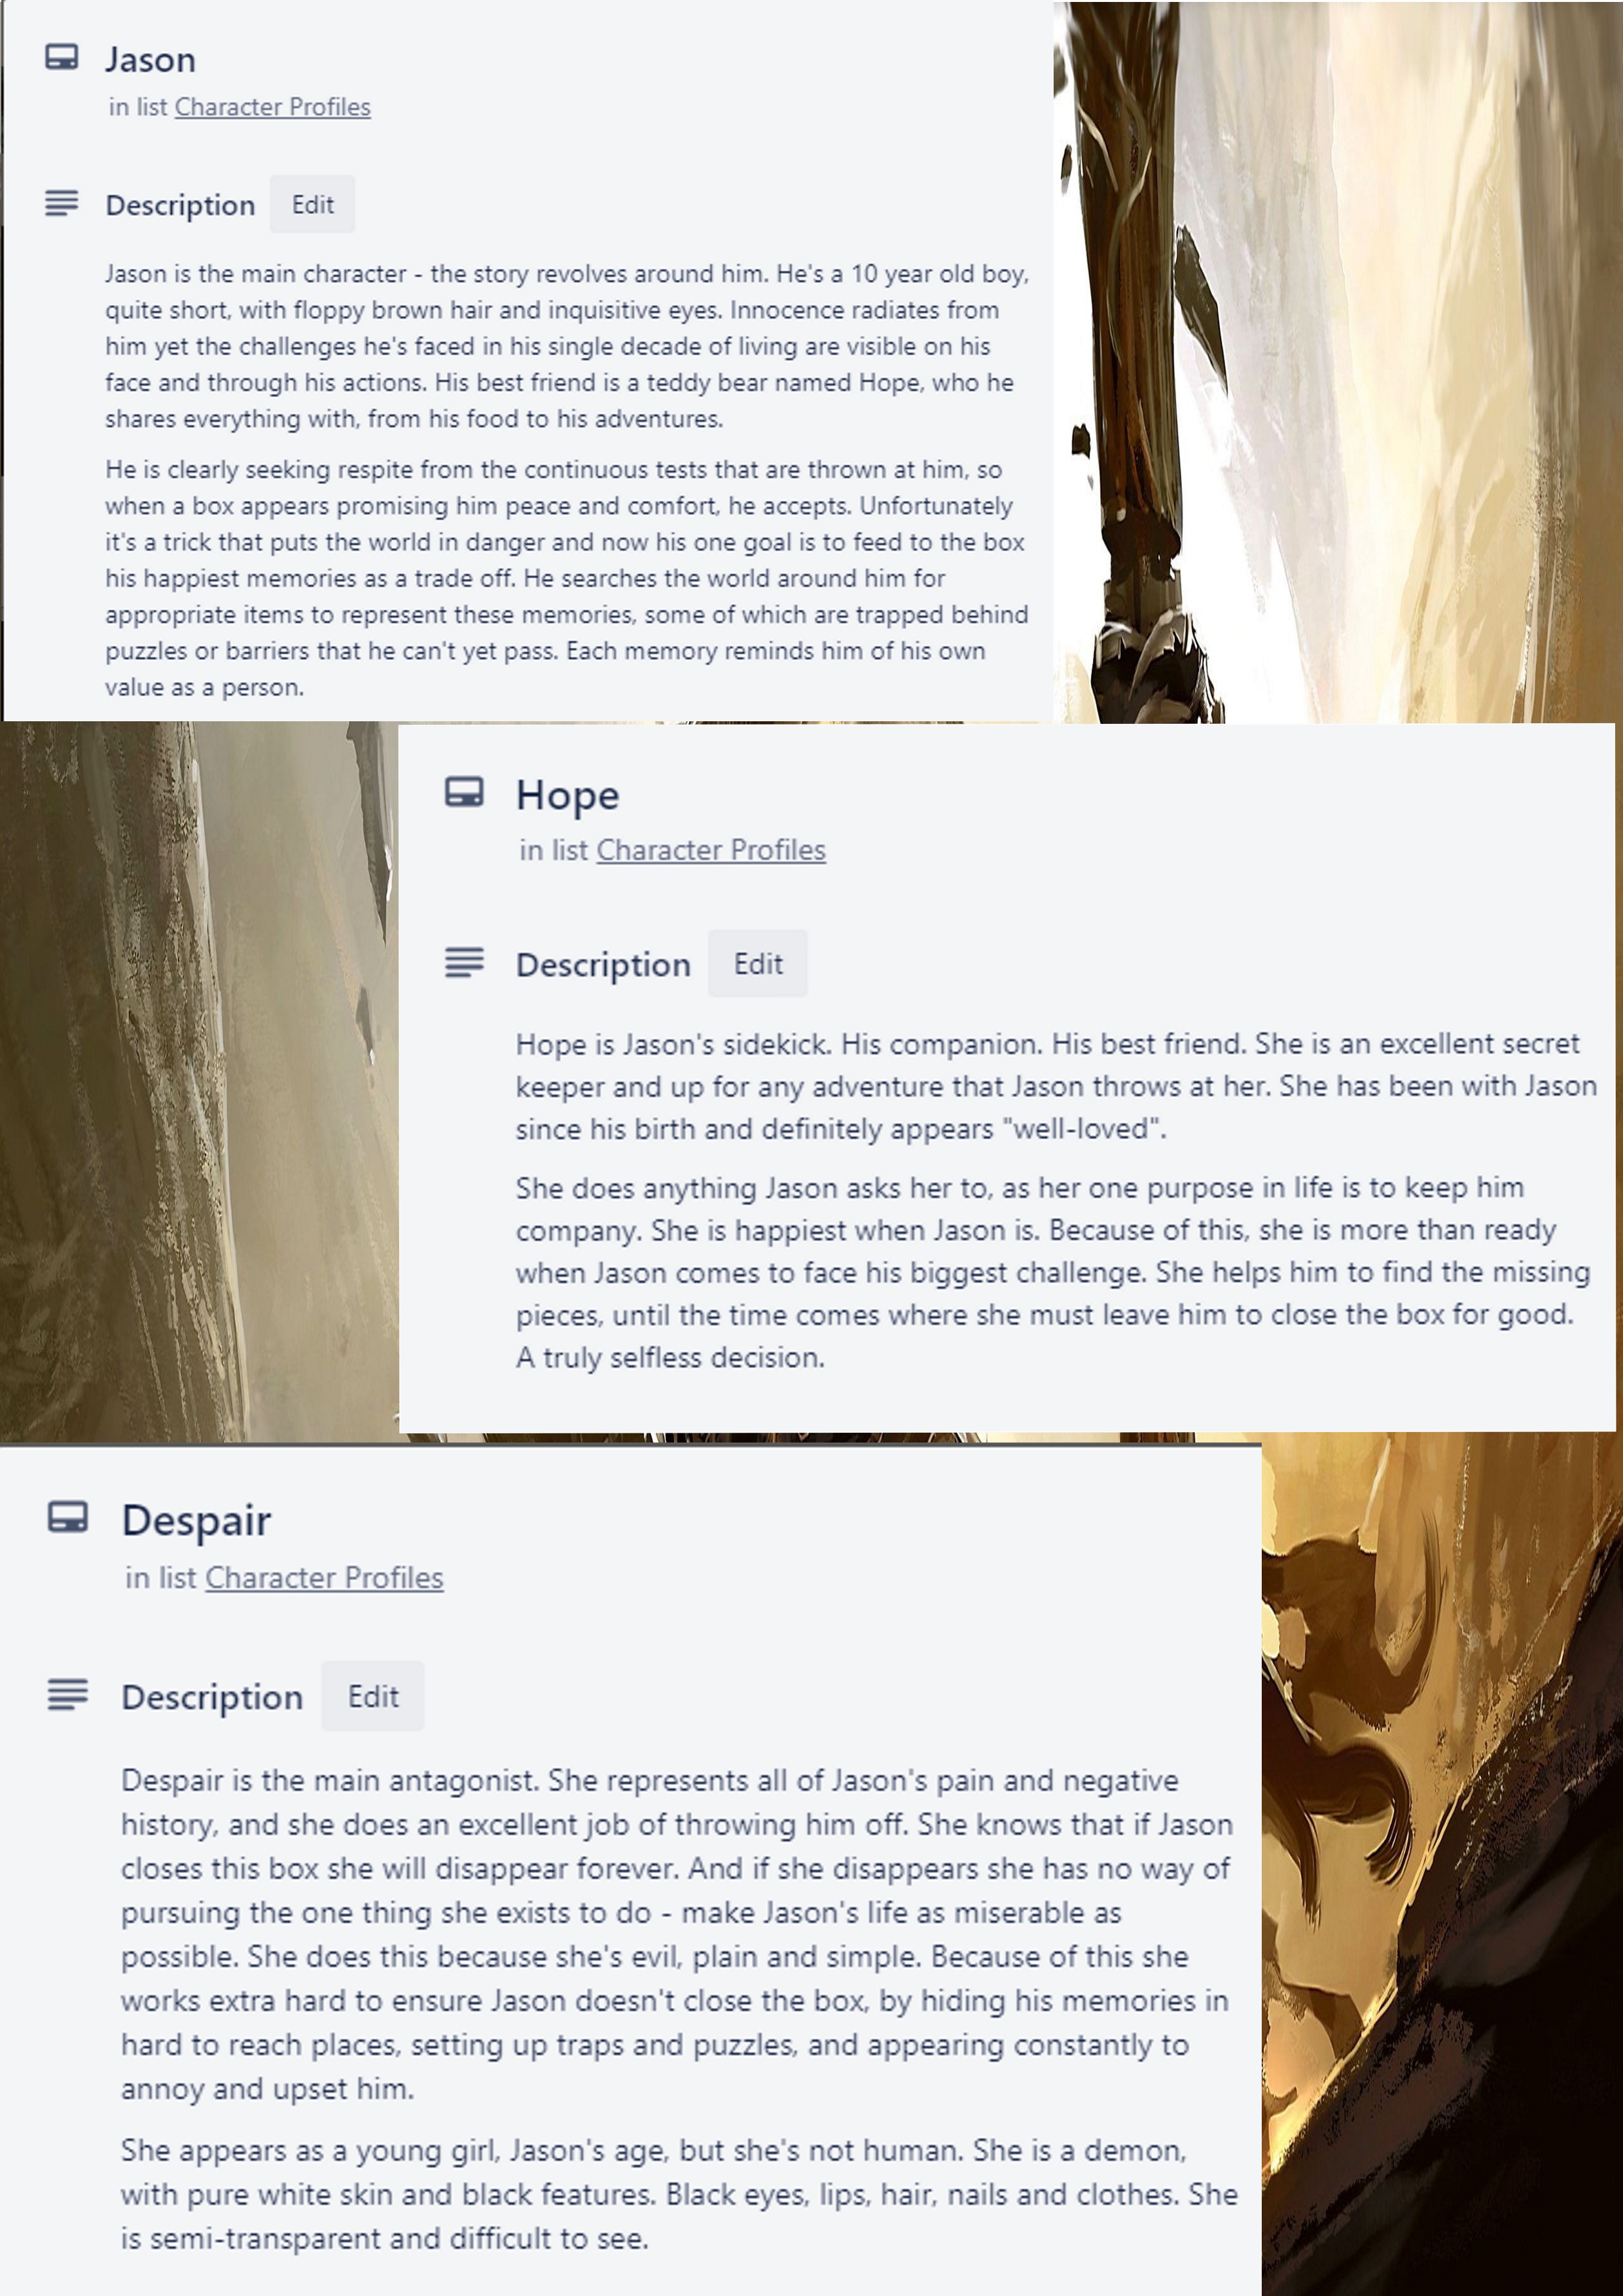 Jason
in list Character Profiles
Description Edit
Jason is the main character - the story revolves around him. He's a 10 year old boy,
quite short, with floppy brown hair and inquisitive eyes. Innocence radiates from
him yet the challenges he's faced in his single decade of living are visible on his
face and through his actions. His best friend is a teddy bear named Hope, who he
shares everything with, from his food to his adventures.
He is clearly seeking respite from the continuous tests that are thrown at him, so
when a box appears promising him peace and comfort, he accepts. Unfortunately
it's a trick that puts the world in danger and now his one goal is to feed to the box
his happiest memories as a trade off. He searches the world around him for
appropriate items to represent these memories, some of which are trapped behind
puzzles or barriers that he can't yet pass. Each memory reminds him of his own
value as a person.
Hope
in list Character Profiles
Description Edit
Hope is Jason's sidekick. His companion. His best friend. She is an excellent secret
keeper and up for any adventure that Jason throws at her. She has been with Jason
since his birth and definitely appears "well-loved".
She does anything Jason asks her to, as her one purpose in life is to keep him
company. She is happiest when Jason is. Because of this, she is more than ready
when Jason comes to face his biggest challenge. She helps him to find the missing
pieces, until the time comes where she must leave him to close the box for good.
A truly selfless decision.
Despair
in list Character Profiles
Description Edit
Despair is the main antagonist. She represents all of Jason's pain and negative
history, and she does an excellent job of throwing him off. She knows that if Jason
closes this box she will disappear forever. And if she disappears she has no way of
pursuing the one thing she exists to do - make Jason's life as miserable as
possible. She does this because she's evil, plain and simple. Because of this she
works extra hard to ensure Jason doesn't close the box, by hiding his memories in
hard to reach places, setting up traps and puzzles, and appearing constantly to
annoy and upset him.
She appears as a young girl, Jason's age, but she's not human. She is a demon,
with pure white skin and black features. Black eyes, lips, hair, nails and clothes. She
is semi-transparent and difficult to see.